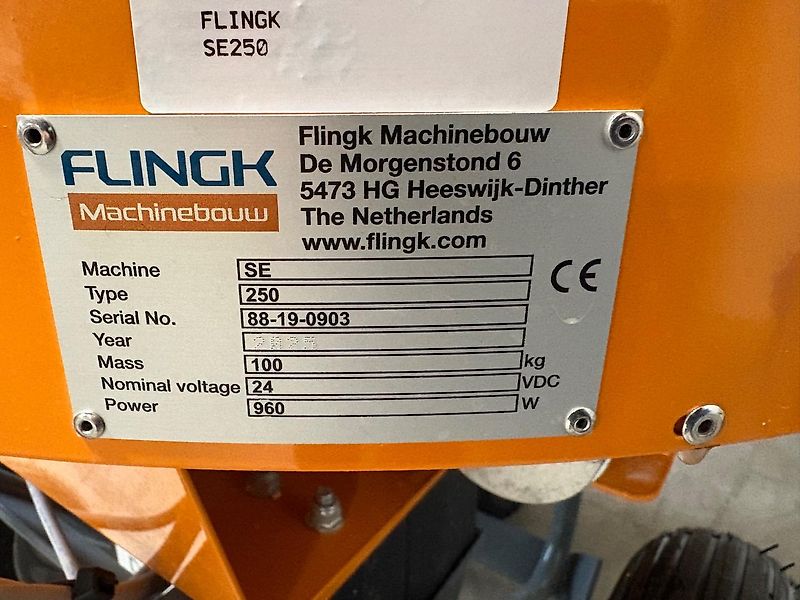 FLINGK
SE250
FLINGK
Machinebouw
Flingk Machinebouw
De Morgenstond 6
5473 HG Heeswijk-Dinther
The Netherlands
www.flingk.com
CE
Machine SE
Type 250
Serial No. 88-19-0903
Year
Mass 100 kg
Nominal voltage 24 VDC
Power 960 W